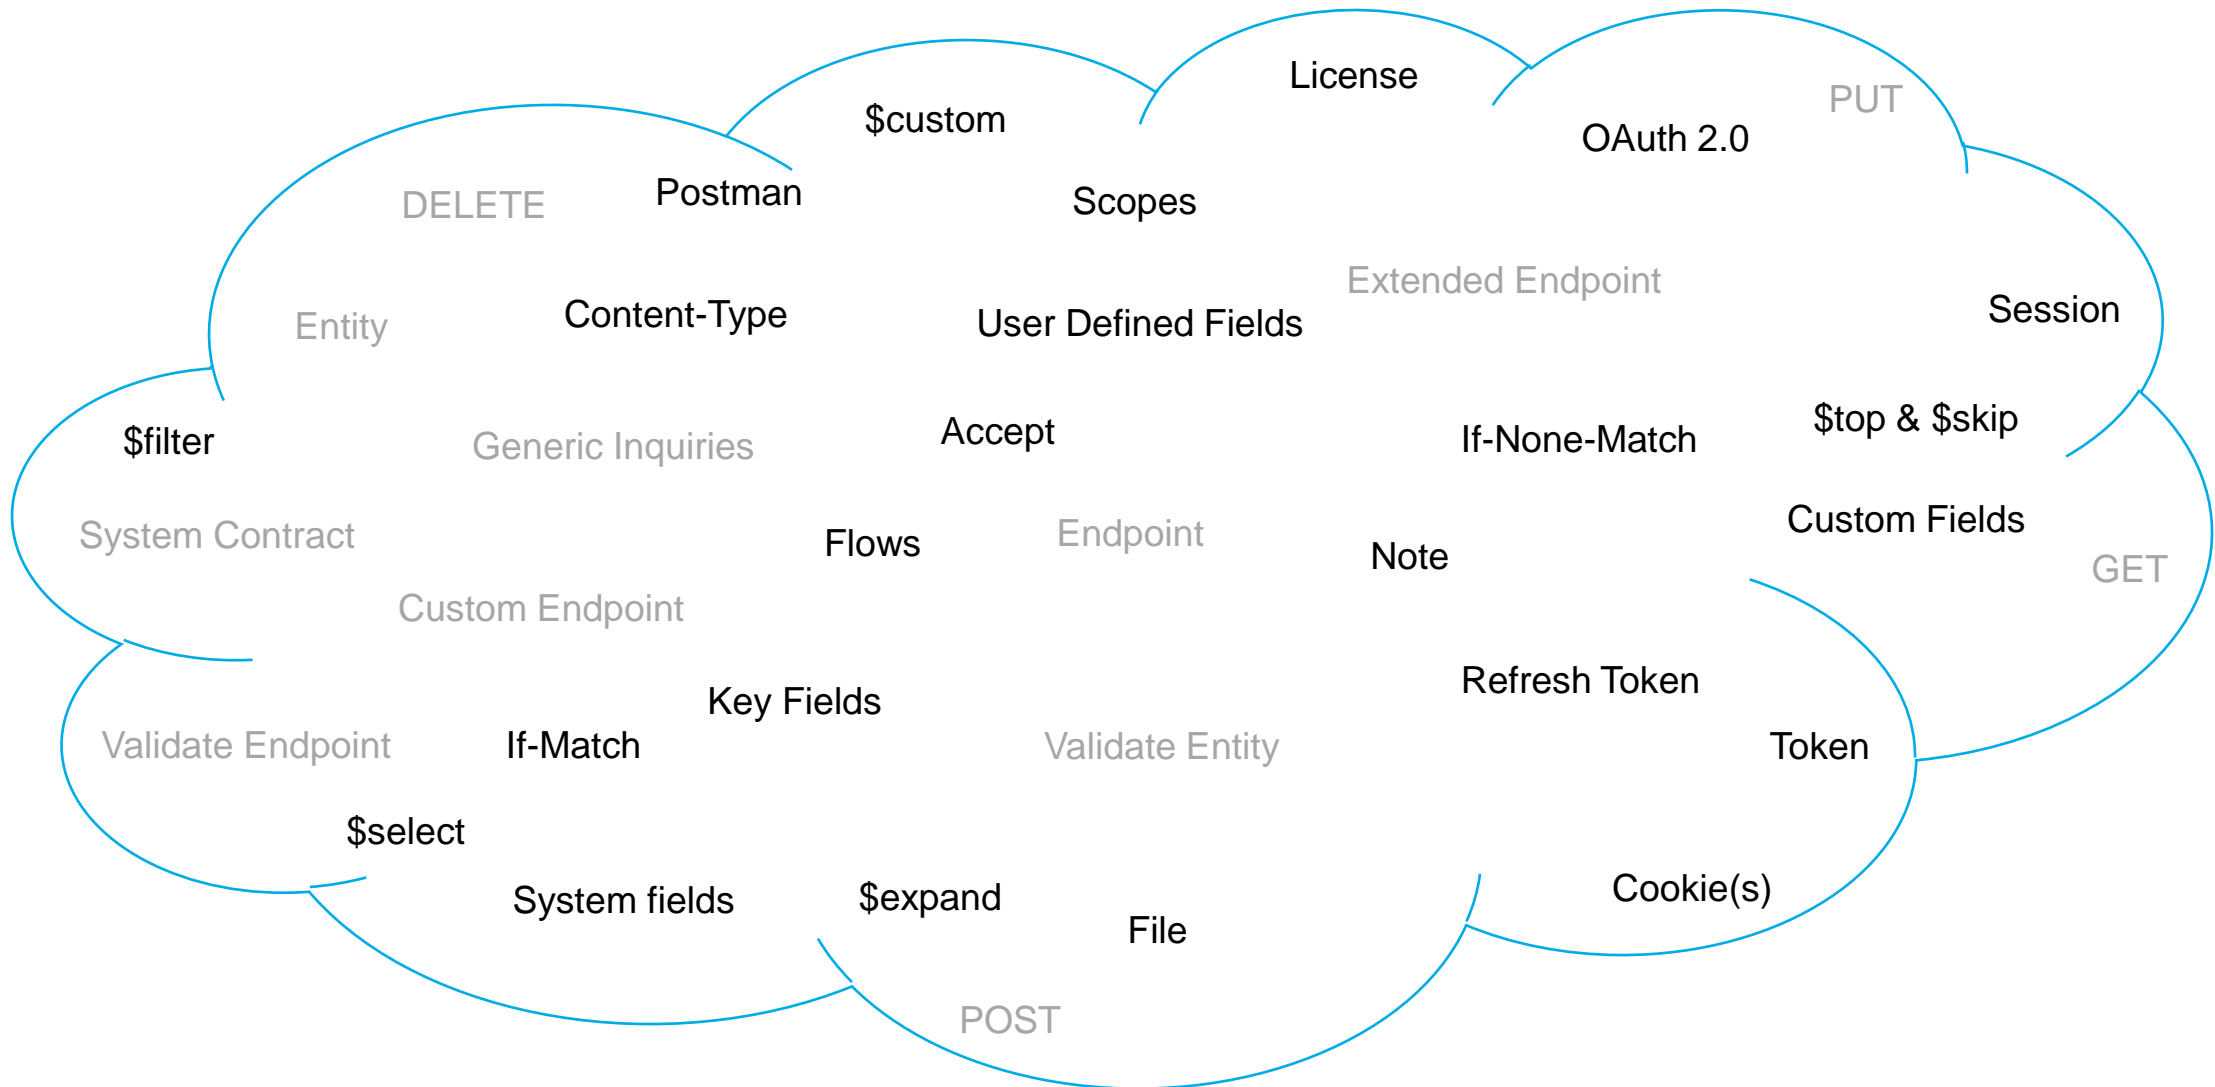 License
PUT
$custom
OAuth 2.0
DELETE
Postman
Scopes
Extended Endpoint
Entity
Content-Type
User Defined Fields
Session
$filter
Generic Inquiries
Accept
If-None-Match
$top & $skip
System Contract
Flows
Endpoint
Note
Custom Fields
GET
Custom Endpoint
Key Fields
Refresh Token
Validate Endpoint
If-Match
Validate Entity
Token
$select
System fields
$expand
File
Cookie(s)
POST